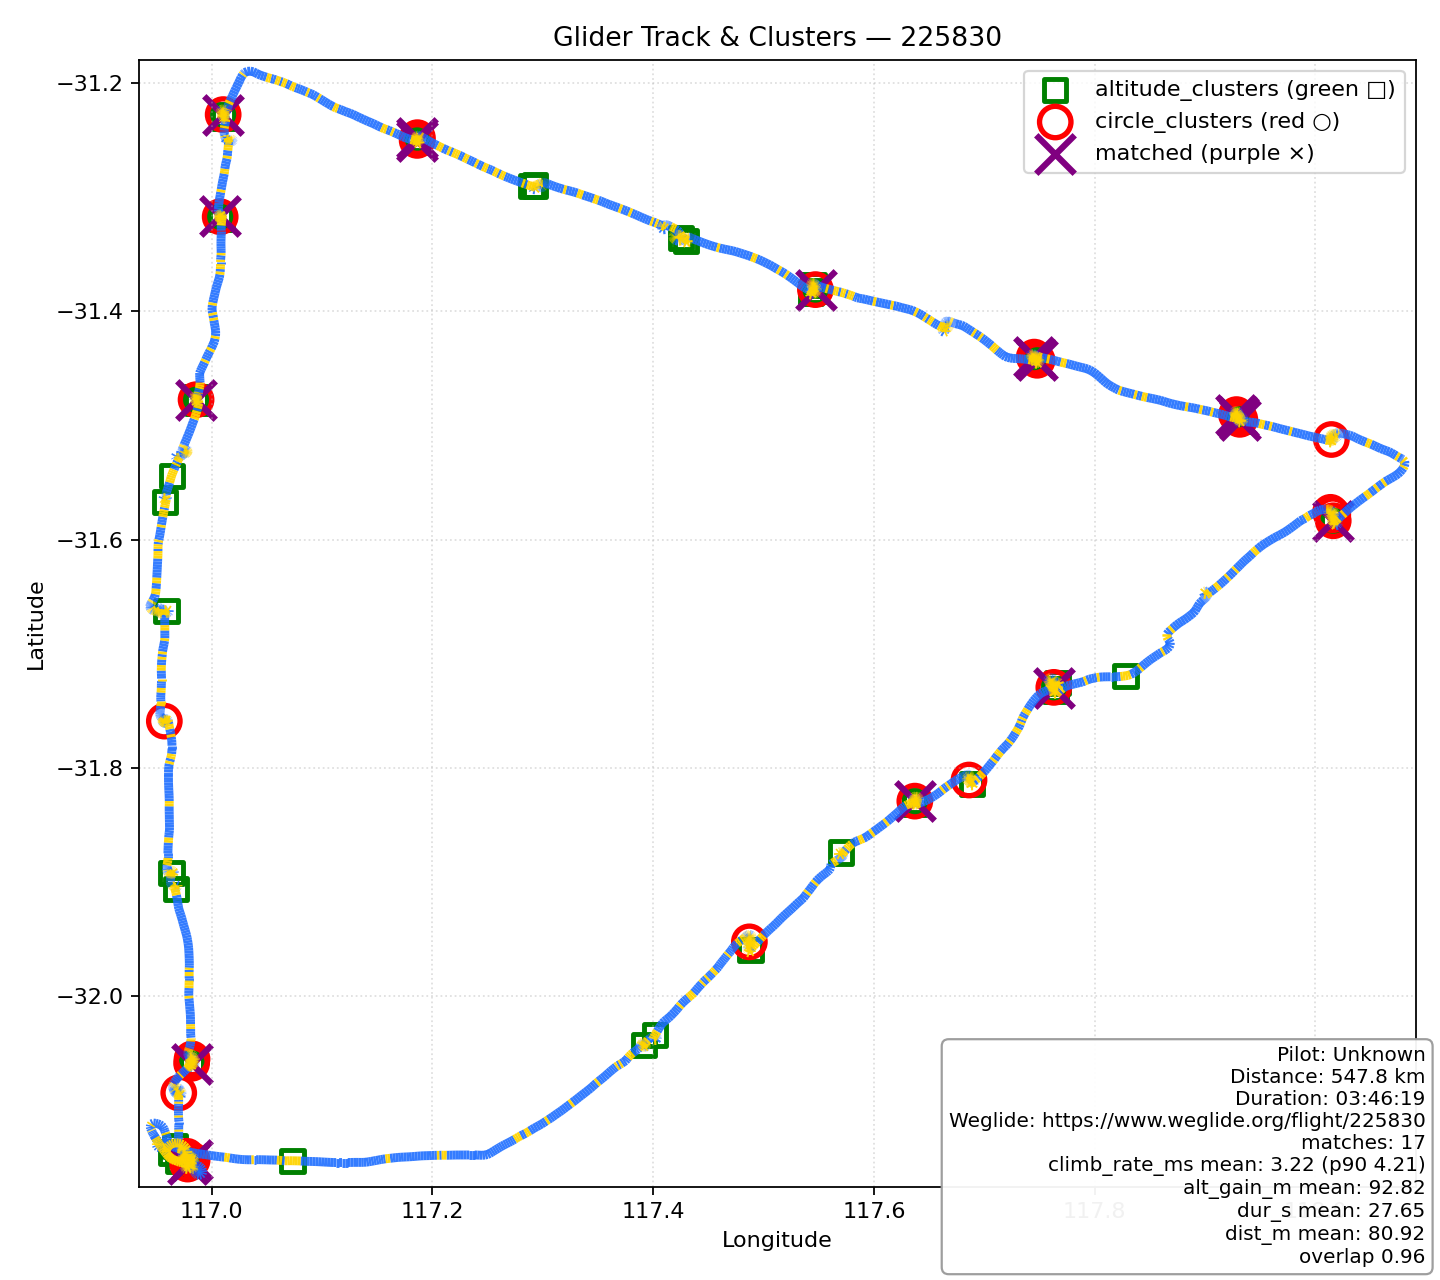 Glider Track & Clusters — 225830
altitude_clusters (green □)
circle_clusters (red ○)
matched (purple ×)
−31.2
−31.4
−31.6
−31.8
−32.0
Latitude
117.0
117.2
117.4
117.6
117.8
Longitude
Pilot: Unknown
Distance: 547.8 km
Duration: 03:46:19
Weglide: https://www.weglide.org/flight/225830
matches: 17
climb_rate_ms mean: 3.22 (p90 4.21)
alt_gain_m mean: 92.82
dur_s mean: 27.65
dist_m mean: 80.92
overlap 0.96